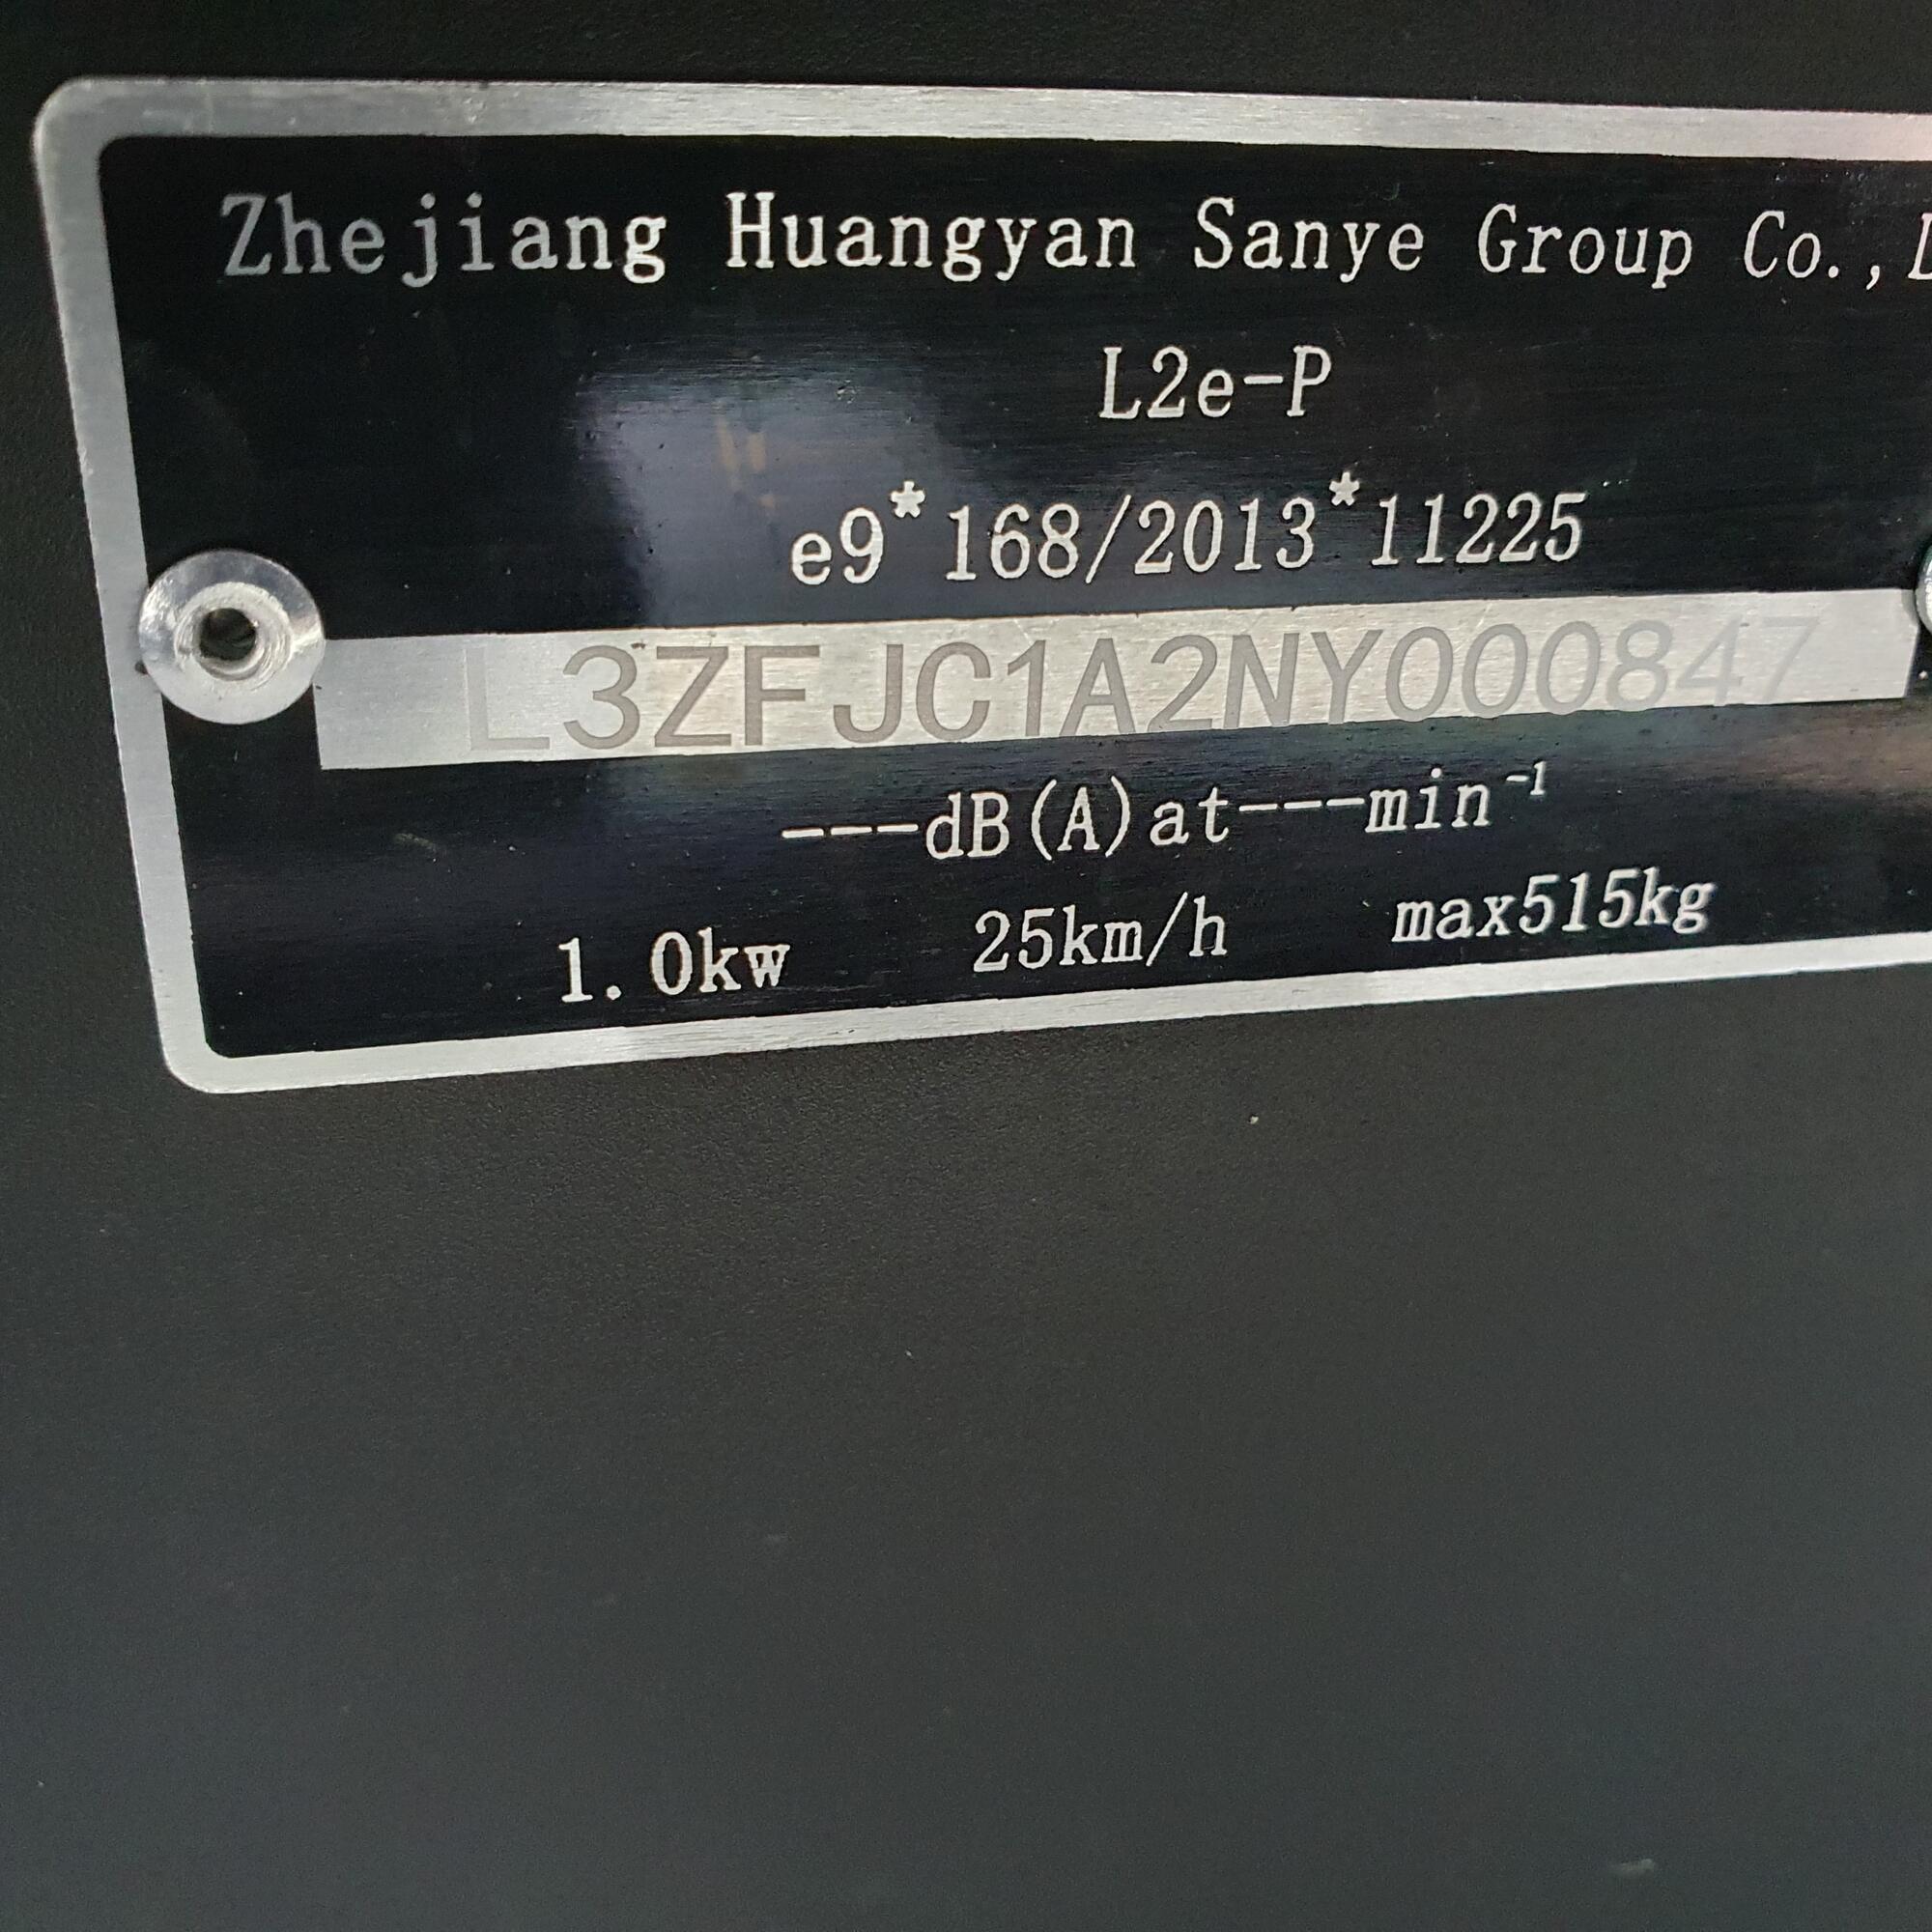 Zhejiang Huangyan Sanye Group Co.,L
L2e-P
e9*168/2013*11225
L3ZFJC1A2NY000847
---dB(A)at---min-1
1.0kw 25km/h max515kg